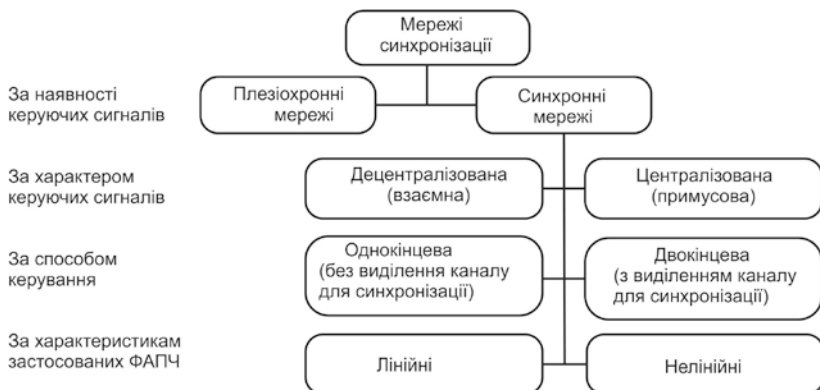 Мережі
синхронізації
За наявності
керуючих сигналів
Плезіохронні
мережі
Синхронні
мережі
За характером
керуючих сигналів
Децентралізована
(взаємна)
Централізована
(примусова)
За способом
керування
Однокінцева
(без виділення каналу
для синхронізації)
Двокінцева
(з виділенням каналу
для синхронізації)
За характеристикам
застосованих ФАПЧ
Лінійні
Нелінійні